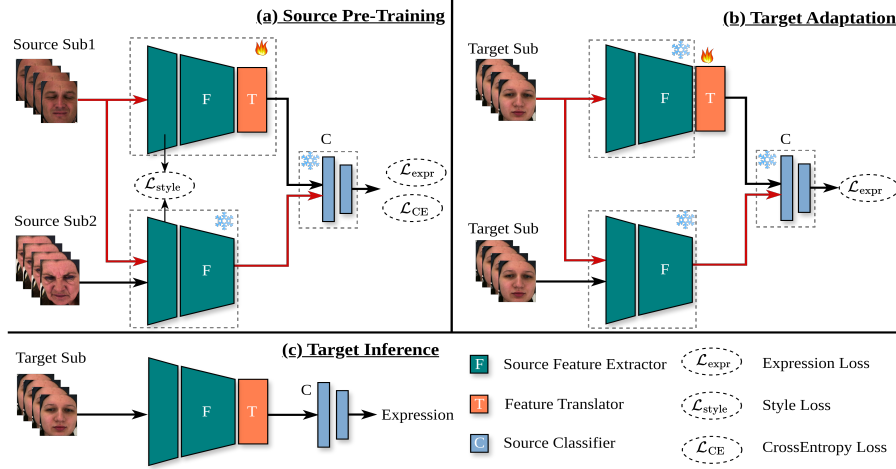 (a) Source Pre-Training
Source Sub1
F
T
C
ℒstyle
ℒexpr
ℒCE
Source Sub2
F
(b) Target Adaptation
Target Sub
F
T
C
ℒexpr
Target Sub
F
(c) Target Inference
Target Sub
F
T
C
Expression
F Source Feature Extractor
T Feature Translator
C Source Classifier
ℒexpr Expression Loss
ℒstyle Style Loss
ℒCE CrossEntropy Loss